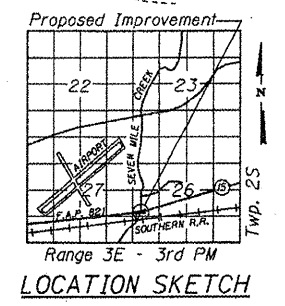 Proposed Improvement
22
23
SEVEN MILE CREEK
N
AIRPORT
27
26
15
F.A.P. 821
SOUTHERN R.R.
Twp. 2S
Range 3E - 3rd PM
LOCATION SKETCH